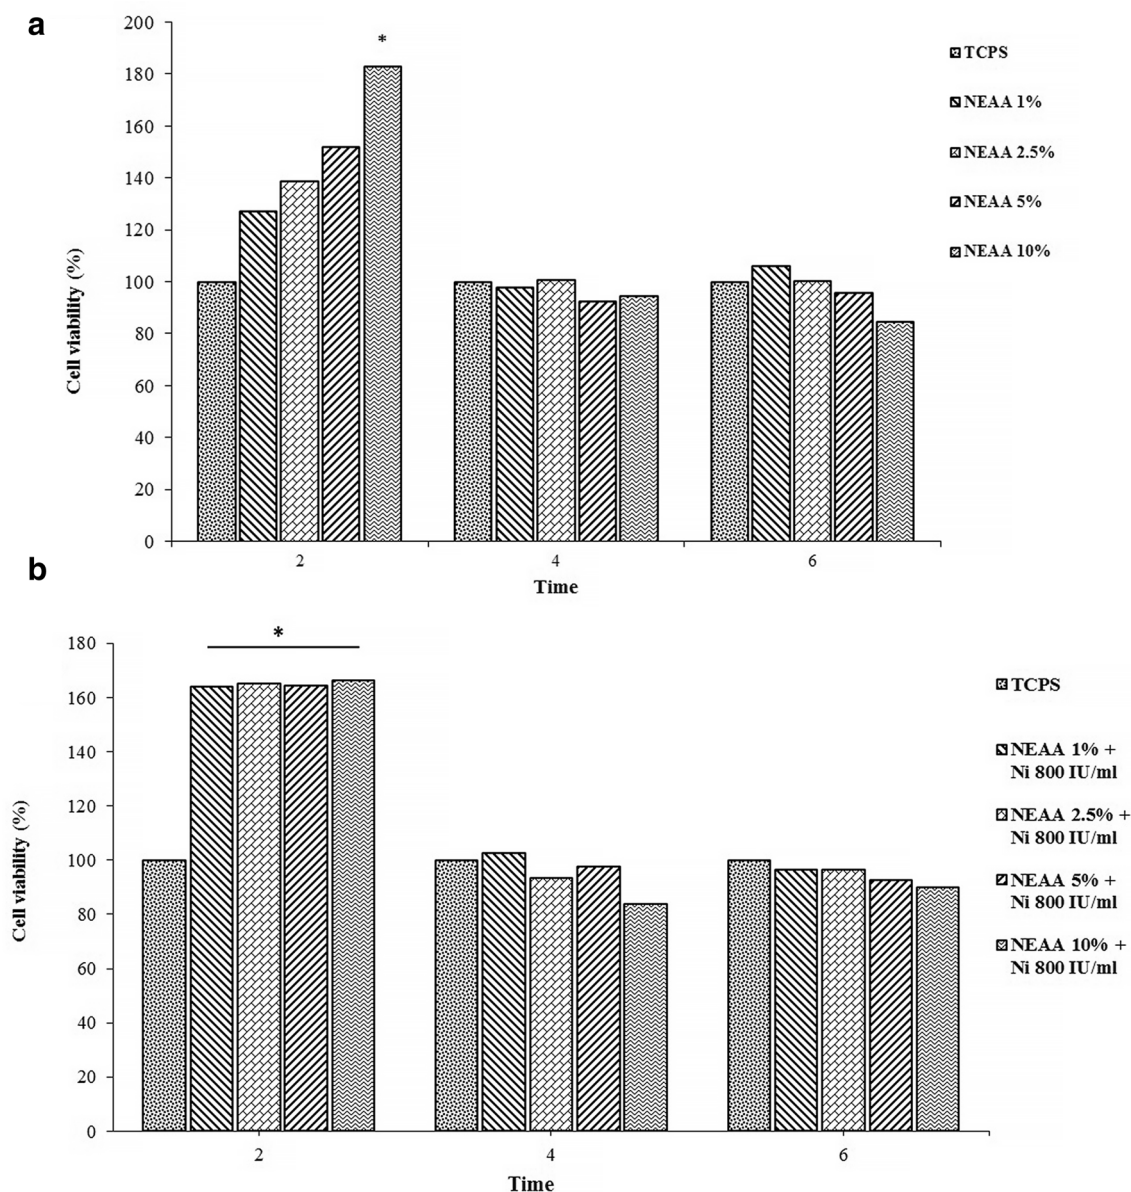 a
200
180
160
140
120
100
80
60
40
20
0
Cell viability (%)
*
2
4
6
Time
TCPS
NEAA 1%
NEAA 2.5%
NEAA 5%
NEAA 10%
b
180
160
140
120
100
80
60
40
20
0
Cell viability (%)
*
2
4
6
Time
TCPS
NEAA 1% +
Ni 800 IU/ml
NEAA 2.5% +
Ni 800 IU/ml
NEAA 5% +
Ni 800 IU/ml
NEAA 10% +
Ni 800 IU/ml